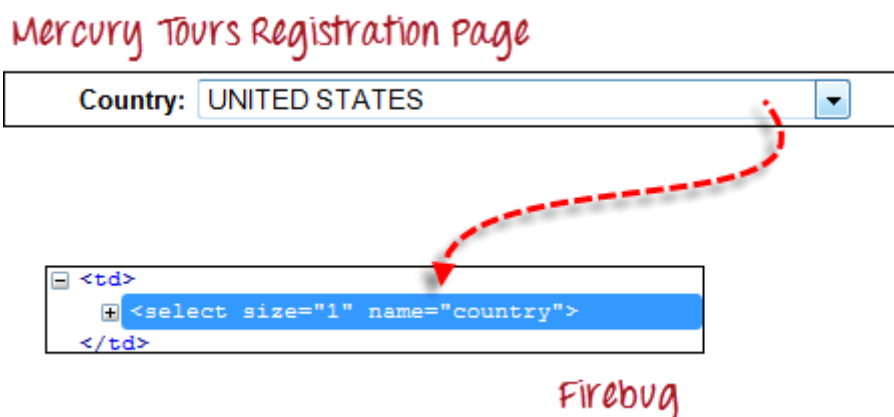 Mercury Tours Registration Page
Country: UNITED STATES
<td>
<select size="1" name="country">
</td>
Firebug